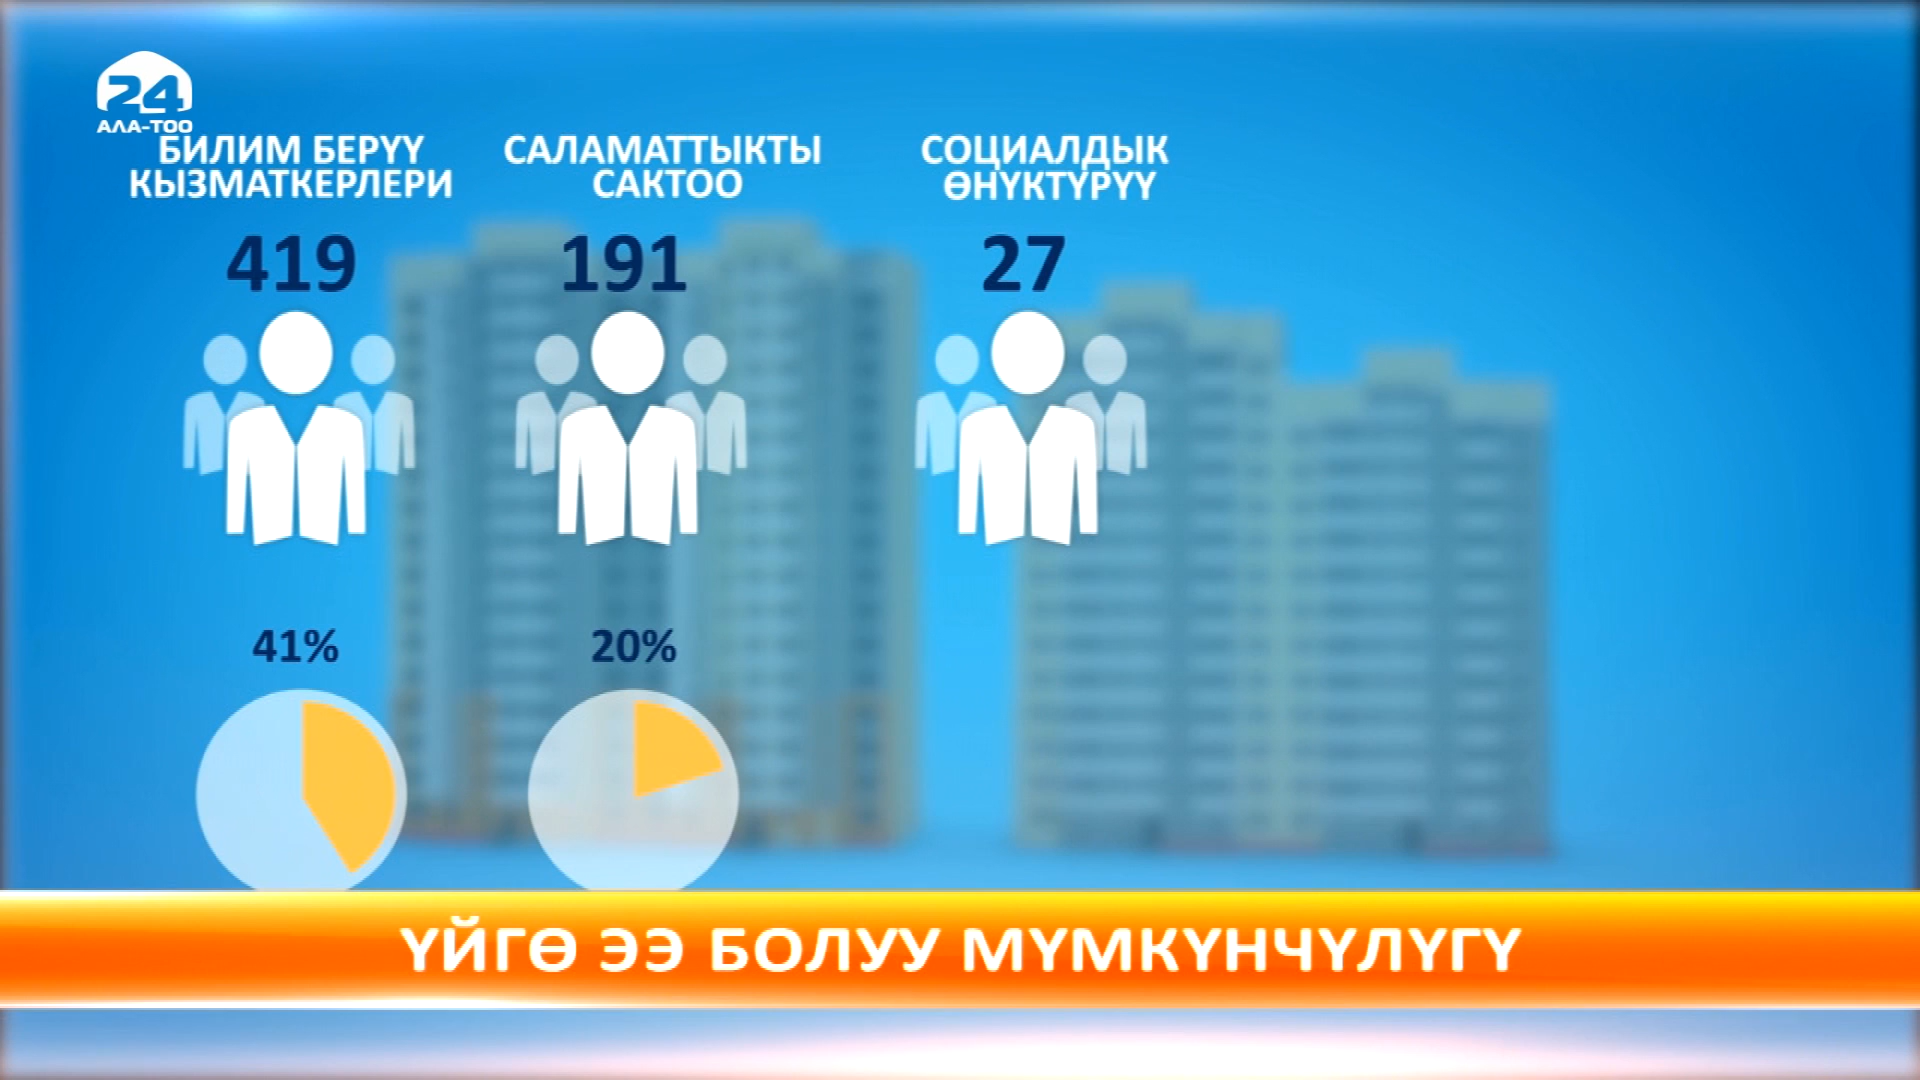 24
АЛА-ТОО
БИЛИМ БЕРҮҮ
КЫЗМАТКЕРЛЕРИ
САЛАМАТТЫКТЫ
САКТОО
СОЦИАЛДЫК
ӨНҮКТҮРҮҮ
419
191
27
41%
20%
ҮЙГӨ ЭЭ БОЛУУ МҮМКҮНЧҮЛҮГҮ